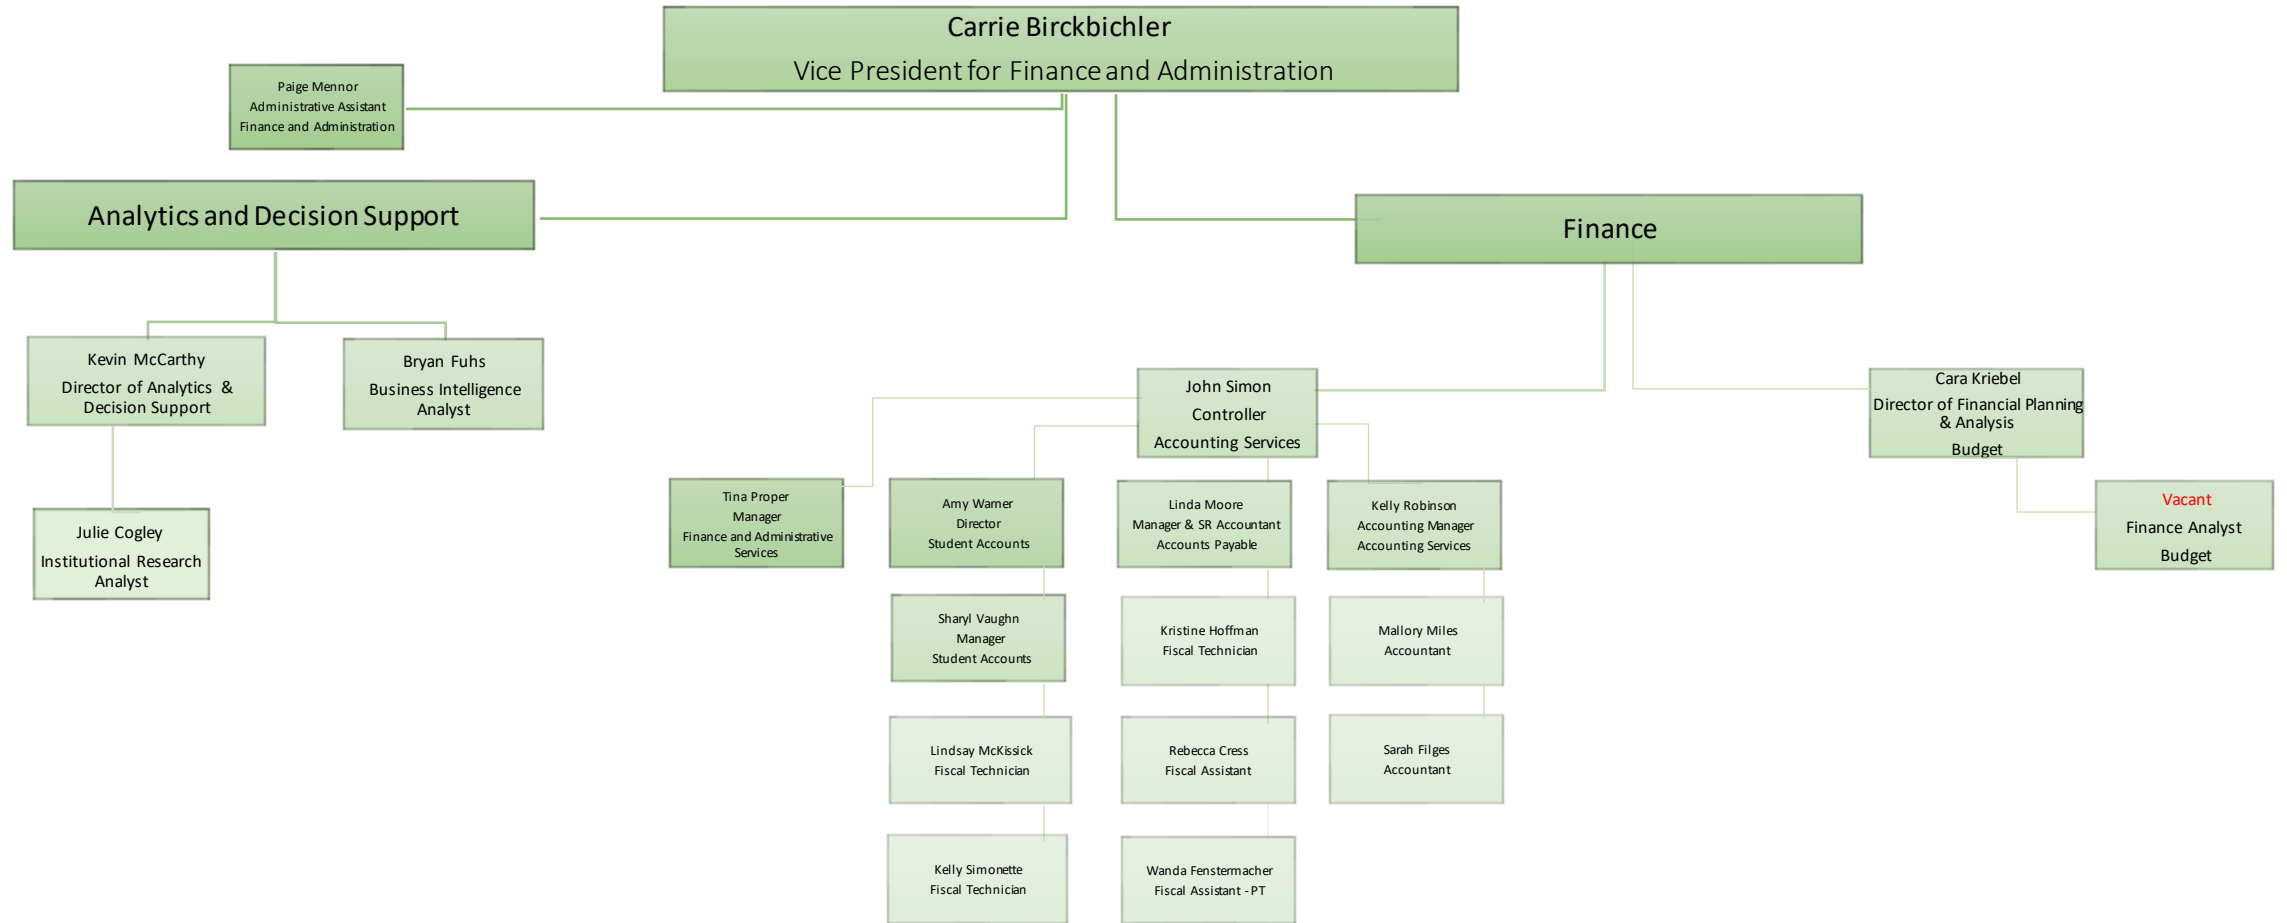 Carrie Birckbichler
Vice President for Finance and Administration
Paige Mennor
Administrative Assistant
Finance and Administration
Analytics and Decision Support
Finance
Kevin McCarthy
Director of Analytics &
Decision Support
Bryan Fuhs
Business Intelligence
Analyst
Julie Cogley
Institutional Research
Analyst
John Simon
Controller
Accounting Services
Cara Kriebel
Director of Financial Planning
& Analysis
Budget
Vacant
Finance Analyst
Budget
Tina Proper
Manager
Finance and Administrative
Services
Amy Warner
Director
Student Accounts
Linda Moore
Manager & SR Accountant
Accounts Payable
Kelly Robinson
Accounting Manager
Accounting Services
Sharyl Vaughn
Manager
Student Accounts
Kristine Hoffman
Fiscal Technician
Mallory Miles
Accountant
Lindsay McKissick
Fiscal Technician
Rebecca Cress
Fiscal Assistant
Sarah Filges
Accountant
Kelly Simonette
Fiscal Technician
Wanda Fenstermacher
Fiscal Assistant - PT